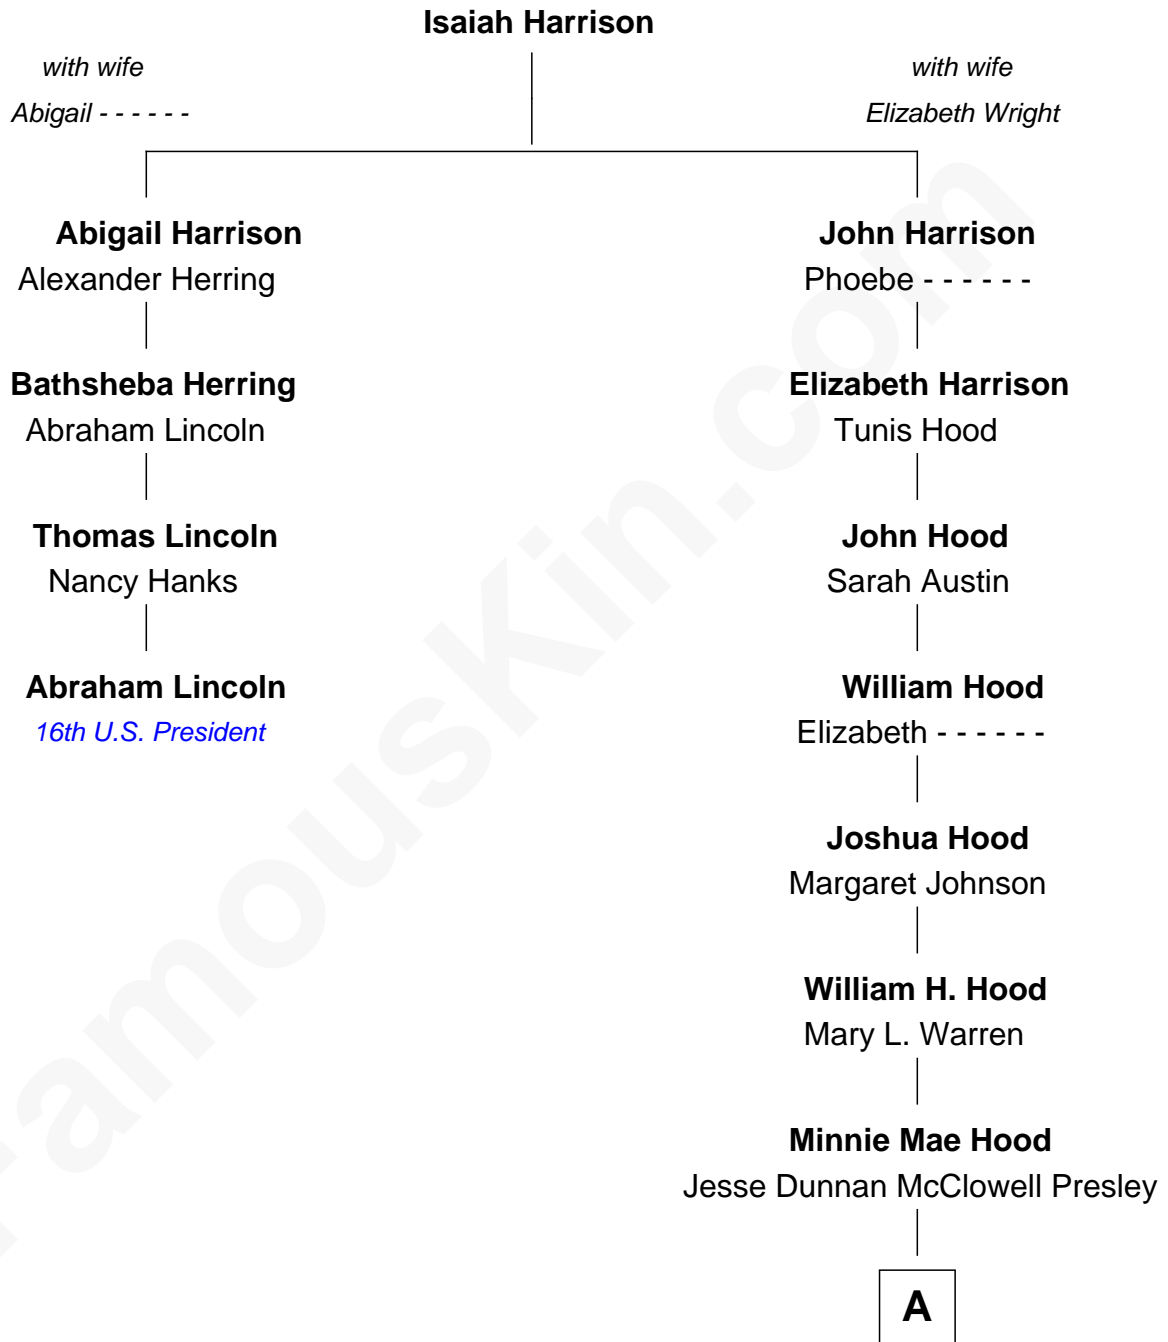 Isaiah Harrison
with wife
Abigail - - - - - -
with wife
Elizabeth Wright
Abigail Harrison
Alexander Herring
Bathsheba Herring
Abraham Lincoln
Thomas Lincoln
Nancy Hanks
Abraham Lincoln
16th U.S. President
John Harrison
Phoebe - - - - - -
Elizabeth Harrison
Tunis Hood
John Hood
Sarah Austin
William Hood
Elizabeth - - - - - -
Joshua Hood
Margaret Johnson
William H. Hood
Mary L. Warren
Minnie Mae Hood
Jesse Dunnan McClowell Presley
A
FamousKin.com